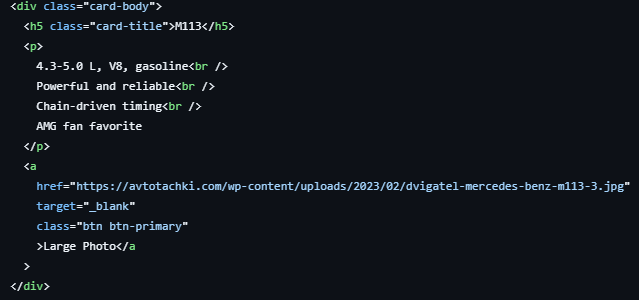 <div class="card-body">
<h5 class="card-title">M113</h5>
<p>
4.3-5.0 L, V8, gasoline<br />
Powerful and reliable<br />
Chain-driven timing<br />
AMG fan favorite
</p>
<a
href="https://avtotachki.com/wp-content/uploads/2023/02/dvigatel-mercedes-benz-m113-3.jpg"
target="_blank"
class="btn btn-primary"
>Large Photo</a
>
</div>